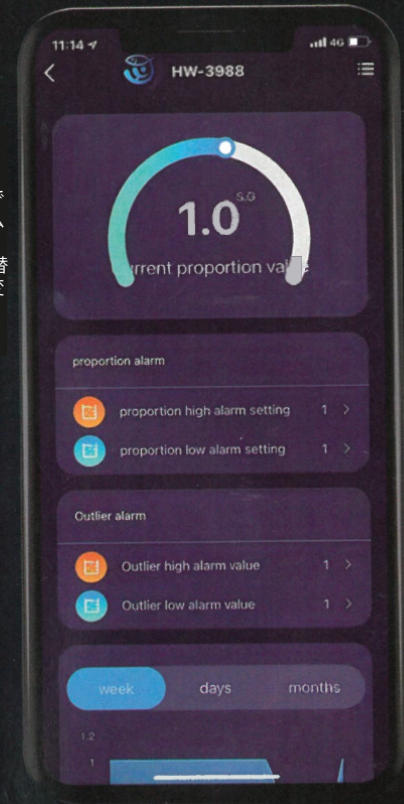 11:14
4G
HW-3988
S.G
1.0
proportion alarm
proportion high alarm setting 1
proportion low alarm setting 1
Outlier alarm
Outlier high alarm value 1
Outlier low alarm value 1
week days months
1.2
1
替